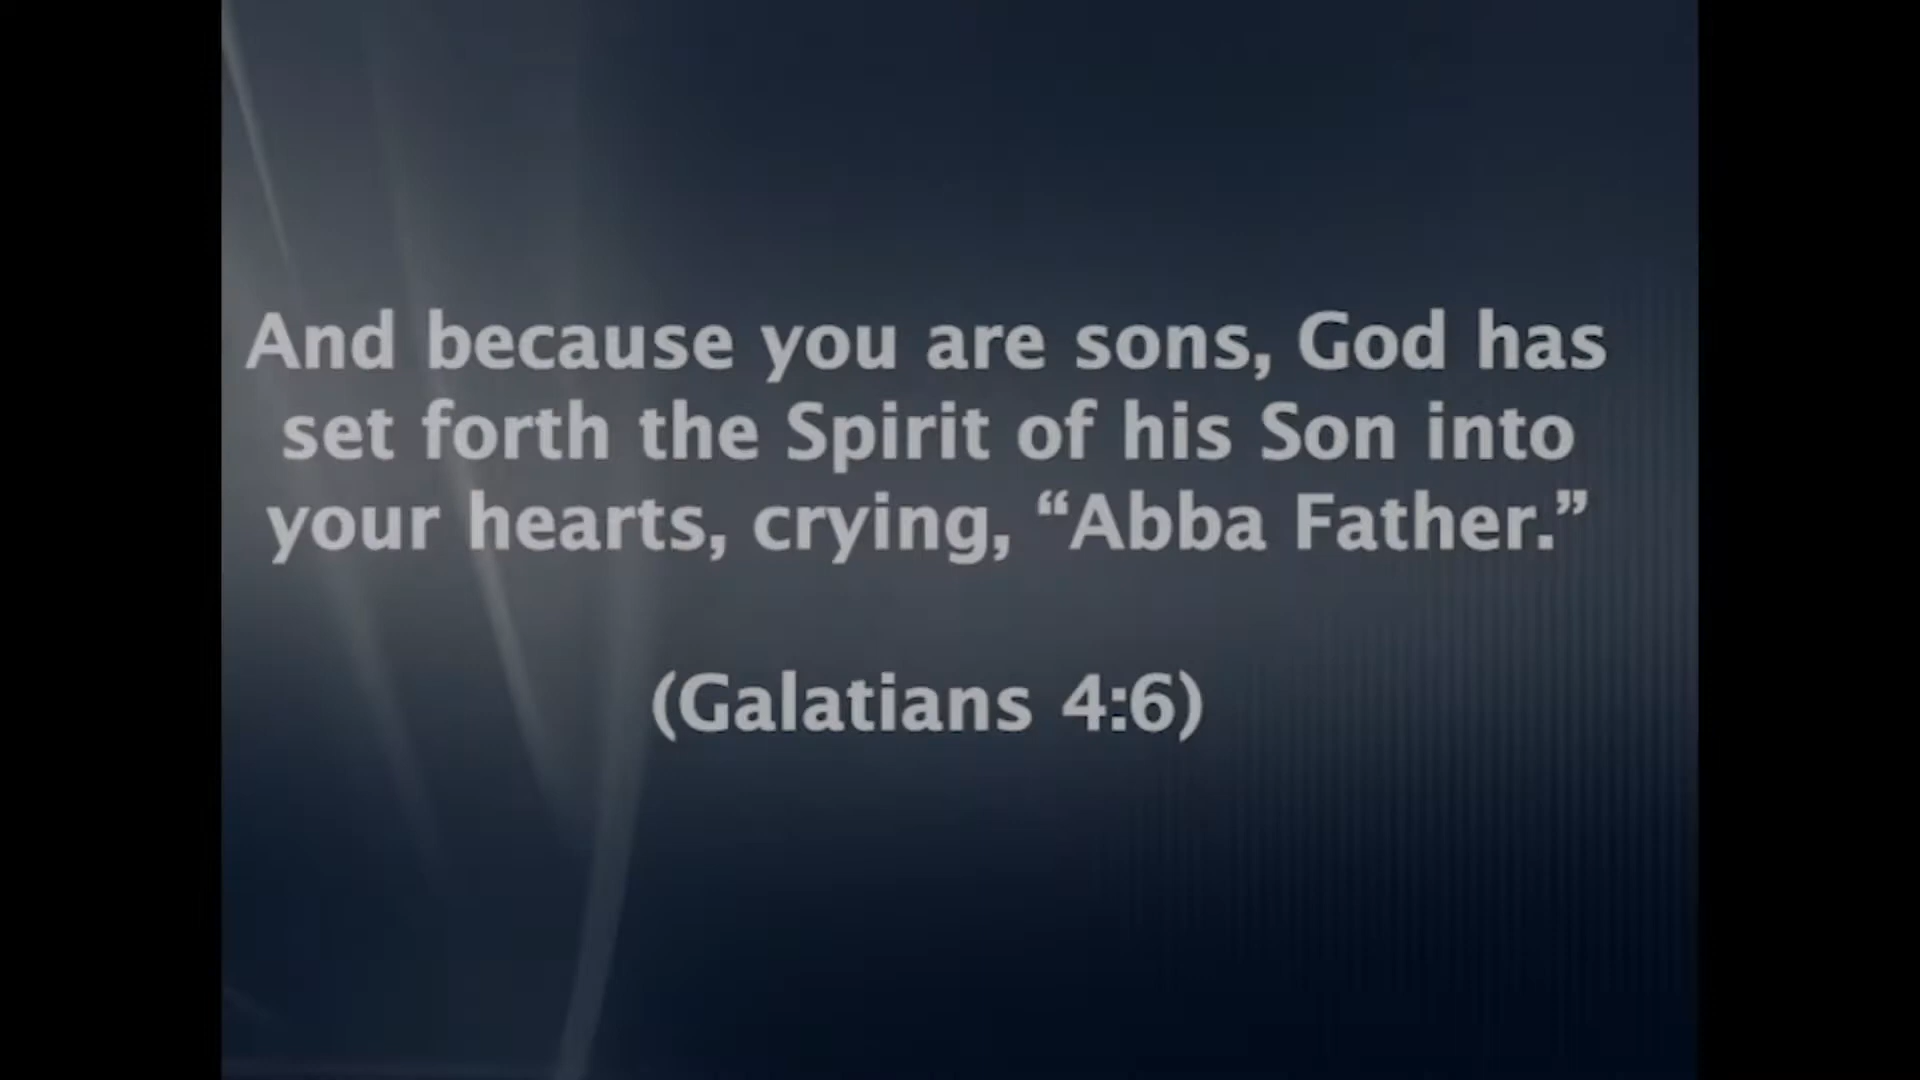 And because you are sons, God has
set forth the Spirit of his Son into
your hearts, crying, “Abba Father.”
(Galatians 4:6)